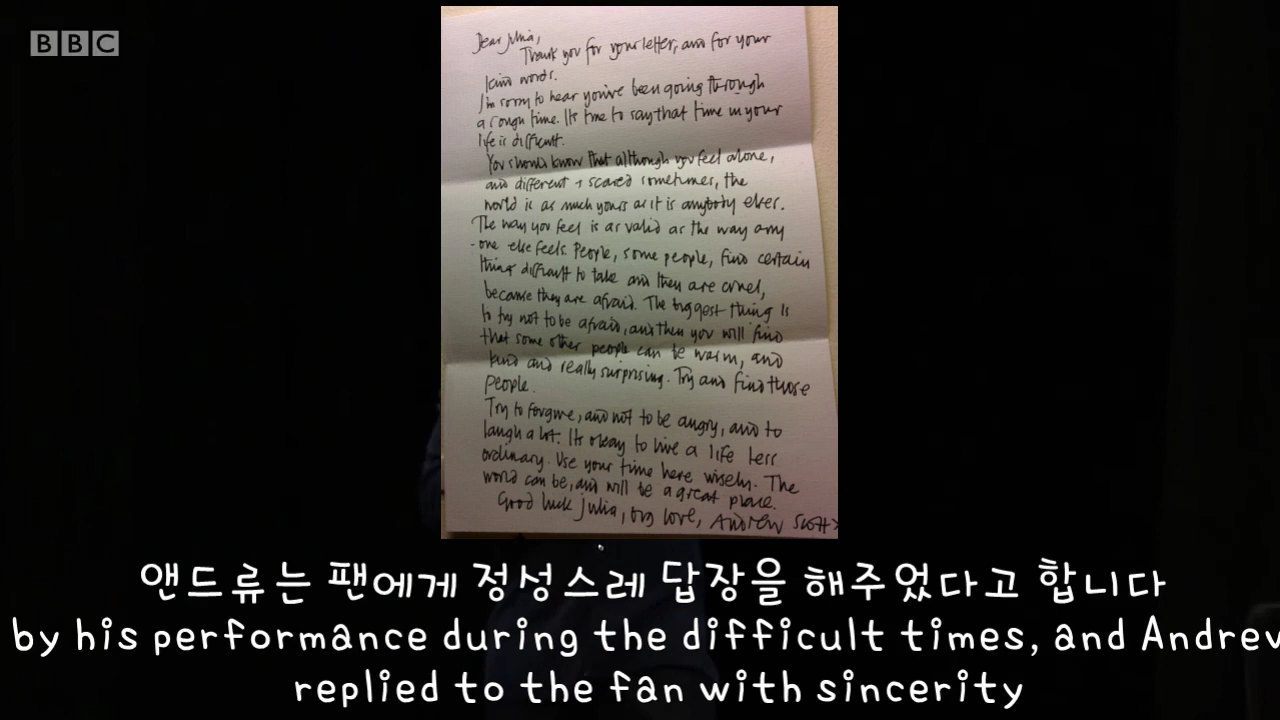 BBC
Dear Julia,
Thank you for your letter, and for your
kind words.
I'm sorry to hear you've been going through
a rough time. Its true to say that time in your
life is difficult.
You should know that although you feel alone,
and different + scared sometimes, the
world is as much yours as it is anybody elses.
The way you feel is as valid as the way any
-one else feels. People, some people, find certain
things difficult to take and they are cruel,
because they are afraid. The biggest thing is
to try not to be afraid, and then you will find
that some other people can be warm, and
kind and really surprising. Try and find those
people.
Try to forgive, and not to be angry, and to
laugh a lot. Its okay to live a life less
ordinary. Use your time here wisely. The
world can be, and will be a great place.
Good luck Julia, big love, Andrew Scott x
앤드류는 팬에게 정성스레 답장을 해주었다고 합니다
by his performance during the difficult times, and Andrew
replied to the fan with sincerity